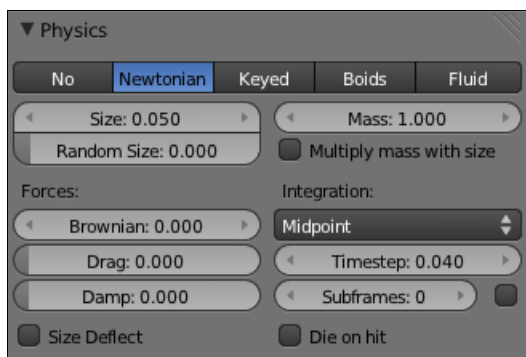 Physics
No Newtonian Keyed Boids Fluid
Size: 0.050 Mass: 1.000
Random Size: 0.000 Multiply mass with size
Forces: Integration:
Brownian: 0.000 Midpoint
Drag: 0.000 Timestep: 0.040
Damp: 0.000 Subframes: 0
Size Deflect Die on hit